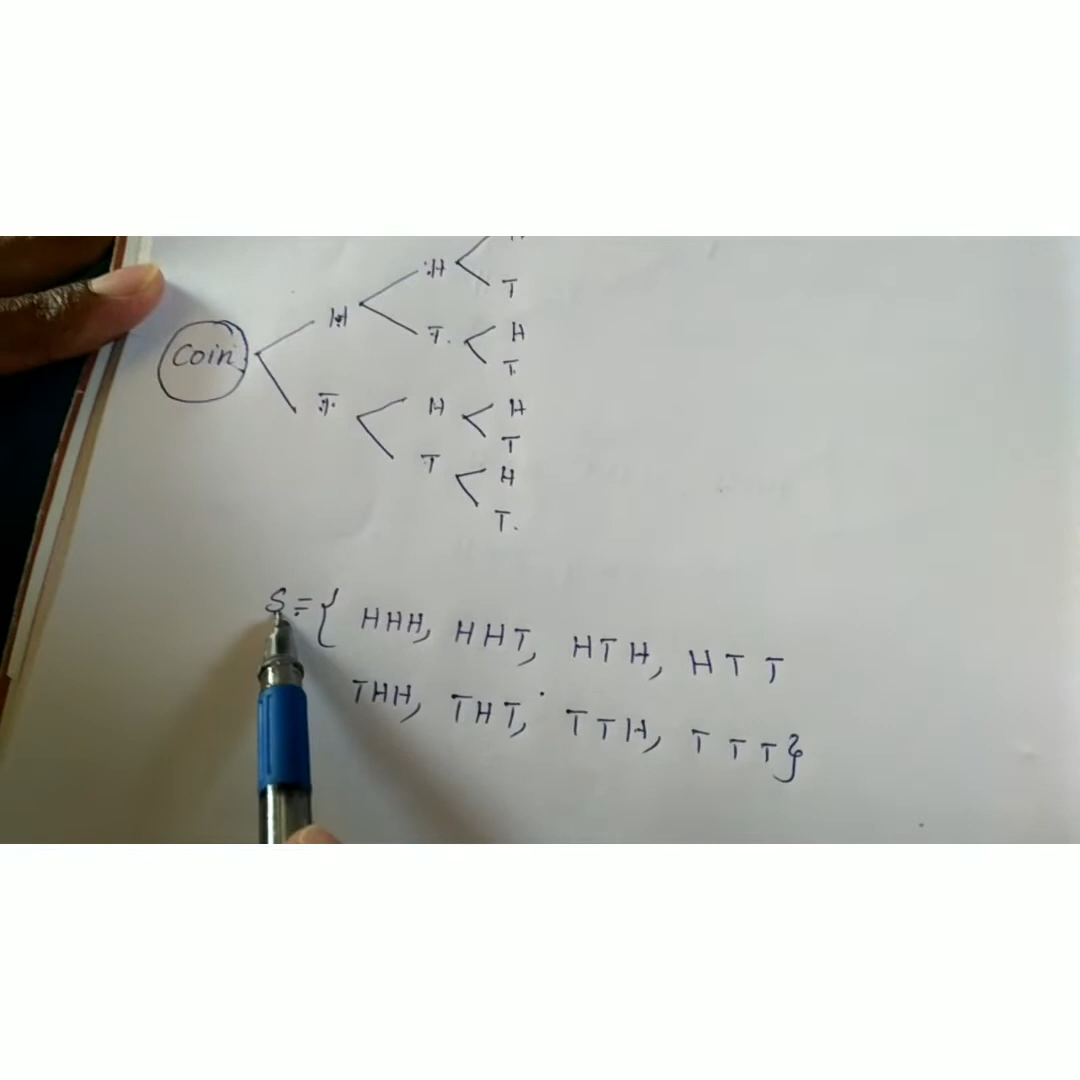 H
T
H
H
T.
T
Coin
H
T.
H
H
T
T
H
T.
S = { HHH, HHT, HTH, HTT
THH, THT, TTH, TTT}